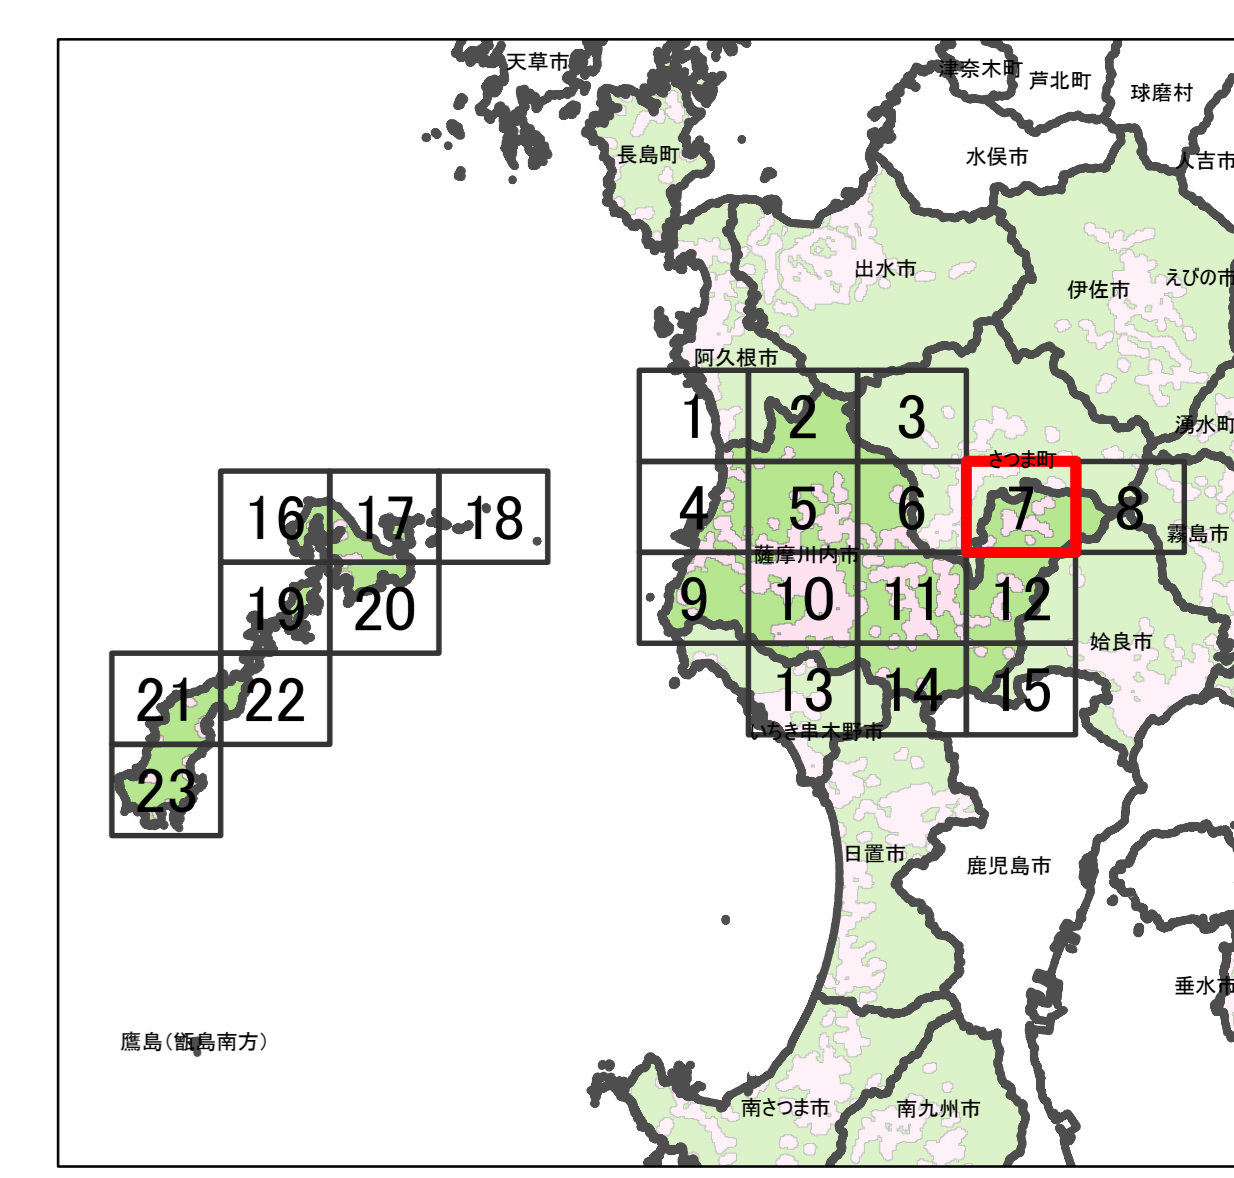 天草市
津奈木町
芦北町
球磨村
長島町
水俣市
人吉市
出水市
伊佐市
えびの市
阿久根市
1
2
3
湧水町
さつま町
4
5
6
7
8
16
17
18
霧島市
薩摩川内市
9
10
11
12
19
20
姶良市
13
14
15
21
22
いちき串木野市
23
日置市
鹿児島市
垂水市
鷹島(甑島南方)
南さつま市
南九州市